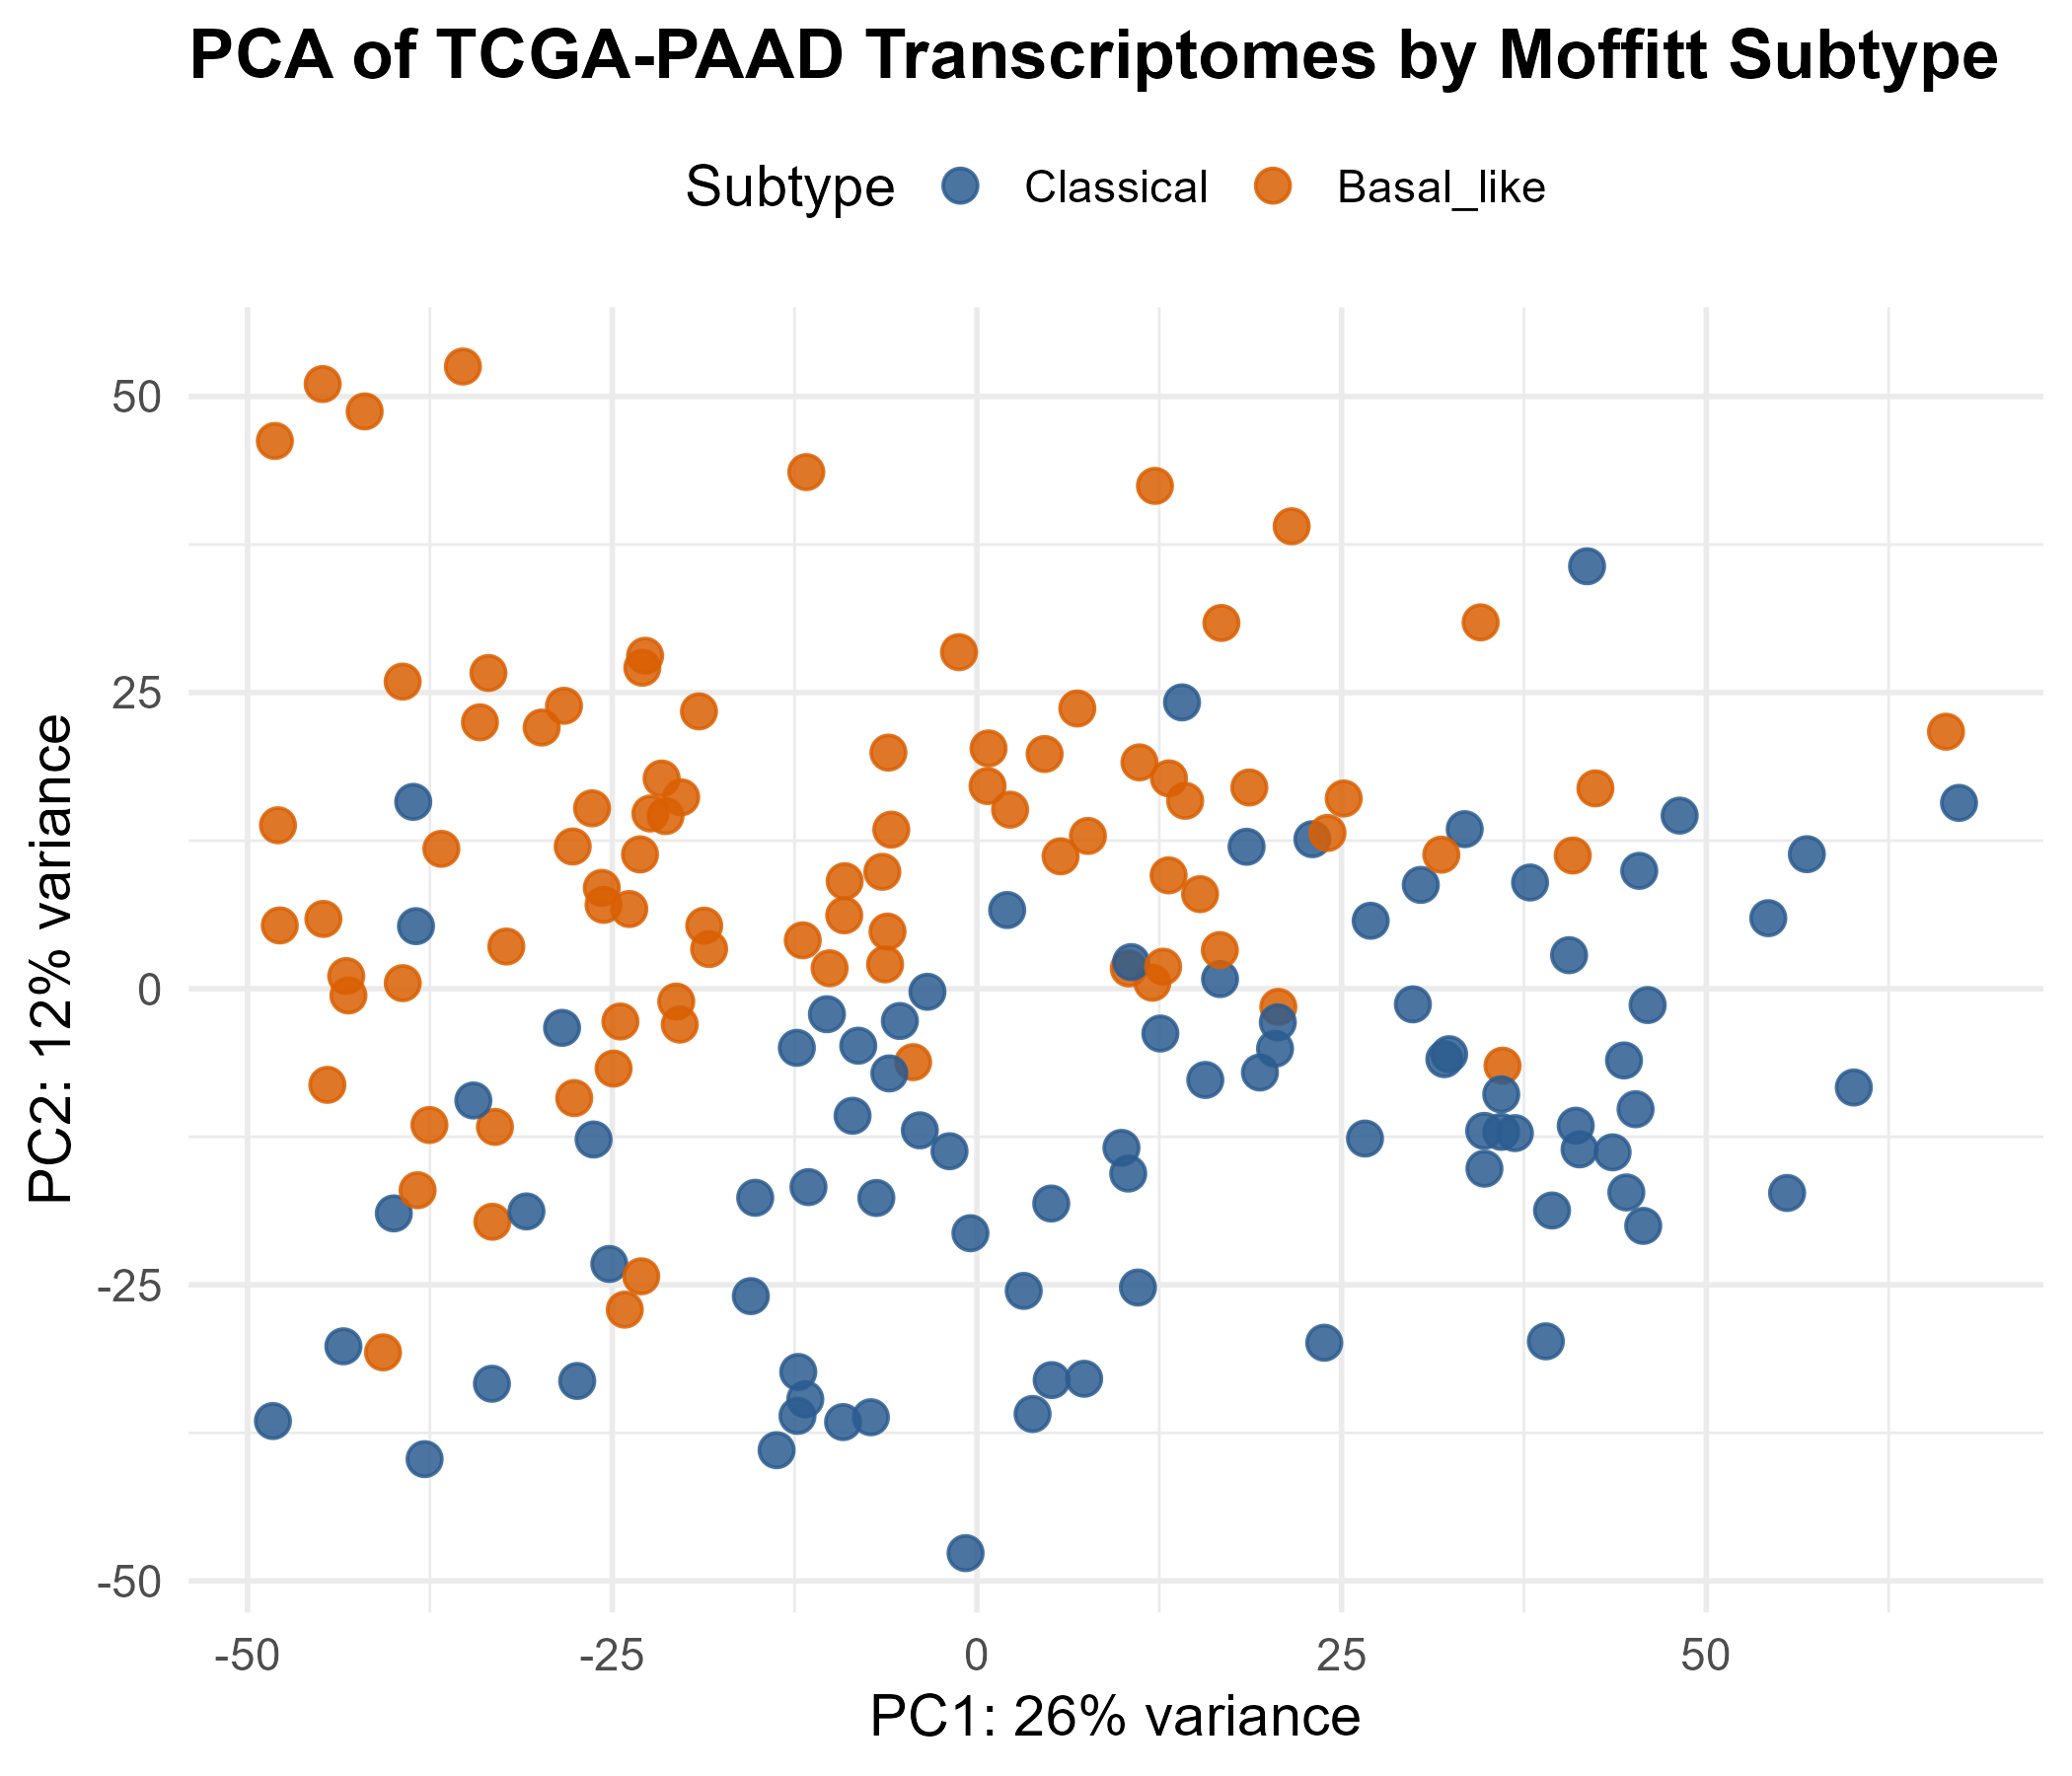 PCA of TCGA-PAAD Transcriptomes by Moffitt Subtype
Subtype Classical Basal_like
PC2: 12% variance
50
25
0
-25
-50
-50 -25 0 25 50
PC1: 26% variance